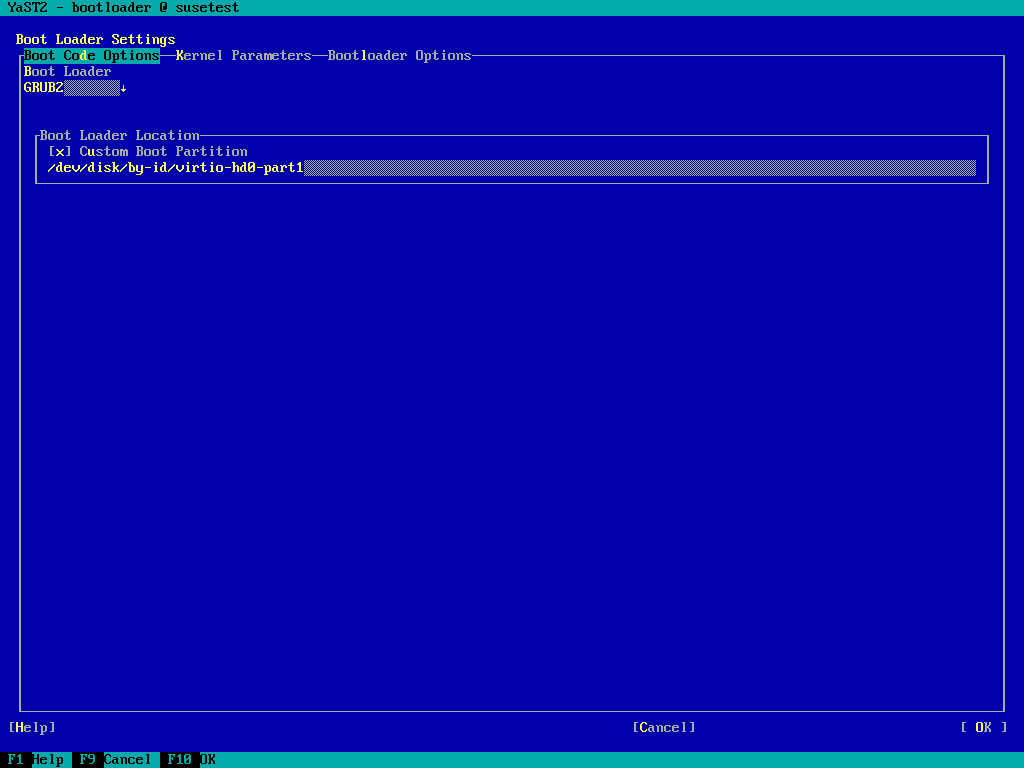 YaST2 - bootloader @ susetest
Boot Loader Settings
Boot Code Options Kernel Parameters Bootloader Options
Boot Loader
GRUB2 ↓
Boot Loader Location
[x] Custom Boot Partition
/dev/disk/by-id/virtio-hd0-part1
[Help] [Cancel] [ OK ]
F1 Help F9 Cancel F10 OK